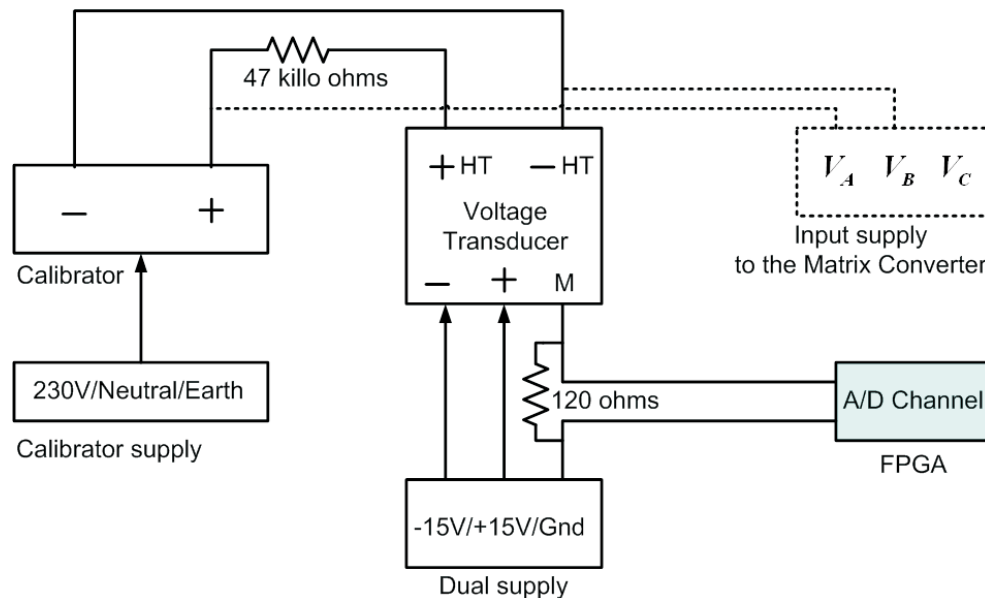 47 killo ohms
+ HT
− HT
Voltage
Transducer
− + M
− +
Calibrator
230V/Neutral/Earth
Calibrator supply
V_A V_B V_C
Input supply
to the Matrix Converter
120 ohms
A/D Channel
FPGA
-15V/+15V/Gnd
Dual supply